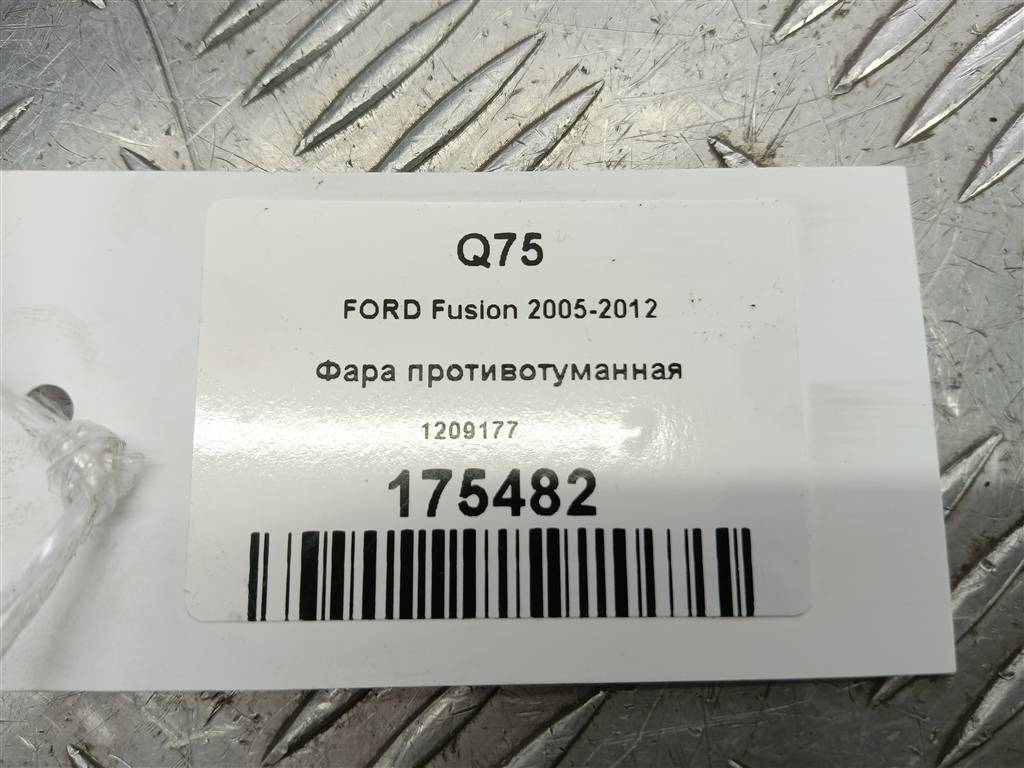 Q75
FORD Fusion 2005-2012
Фара противотуманная
1209177
175482